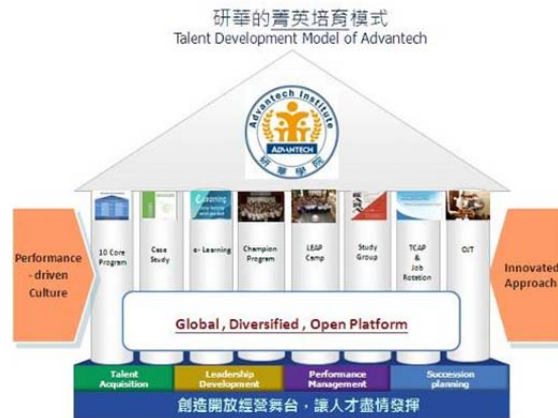 研華的菁英培育模式
Talent Development Model of Advantech
Advantech Institute
ADVANTECH
研華學院
Performance
- driven
Culture
10 Core
Program
Case
Study
e- Learning
Champion
Program
LEAP
Camp
Study
Group
TCAP
&
Job
Rotation
OJT
Innovated
Approach
Global , Diversified , Open Platform
Talent
Acquisition
Leadership
Development
Performance
Management
Succession
planning
創造開放經營舞台，讓人才盡情發揮